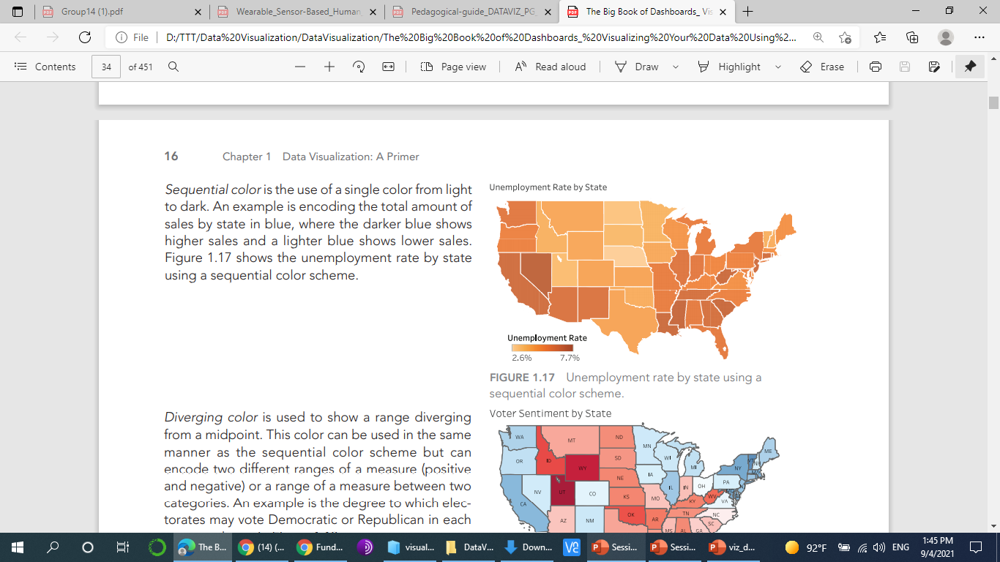 Group14 (1).pdf
Wearable_Sensor-Based_Human
Pedagogical-guide_DATAVIZ_PG
The Big Book of Dashboards_ Vis
File
D:/TTT/Data%20Visualization/DataVisualization/The%20Big%20Book%20of%20Dashboards_%20Visualizing%20Your%20Data%20Using%2...
Contents
34
of 451
Page view
Read aloud
Draw
Highlight
Erase
16 Chapter 1 Data Visualization: A Primer
Sequential color is the use of a single color from light
to dark. An example is encoding the total amount of
sales by state in blue, where the darker blue shows
higher sales and a lighter blue shows lower sales.
Figure 1.17 shows the unemployment rate by state
using a sequential color scheme.
Unemployment Rate by State
Unemployment Rate
2.6% 7.7%
FIGURE 1.17 Unemployment rate by state using a
sequential color scheme.
Diverging color is used to show a range diverging
from a midpoint. This color can be used in the same
manner as the sequential color scheme but can
encode two different ranges of a measure (positive
and negative) or a range of a measure between two
categories. An example is the degree to which elec-
torates may vote Democratic or Republican in each
Voter Sentiment by State
WA
MT
ND
MN
ME
OR
ID
SD
WI
MI
NY
WY
IA
NE
PA
NV
UT
CO
IL
IN
OH
CA
KS
MO
WV
VA
KY
AZ
NM
OK
AR
TN
NC
SC
MS
AL
GA
The B...
(14) (...
Fund...
visual...
DataV...
Down...
Sessi...
Sessi...
viz_d...
92°F
ENG
1:45 PM
9/4/2021